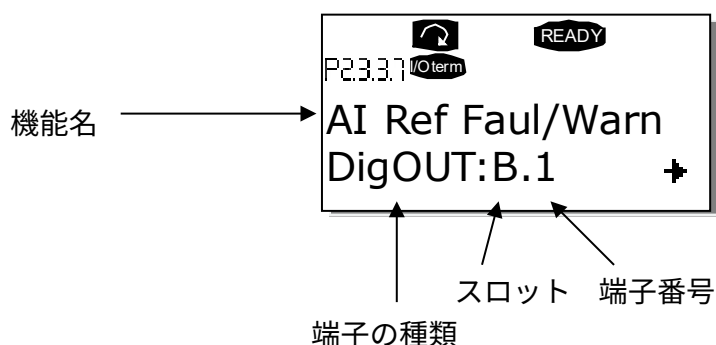 READY
P2.3.3.7 I/Oterm
機能名
AI Ref Faul/Warn
DigOUT:B.1
スロット 端子番号
端子の種類